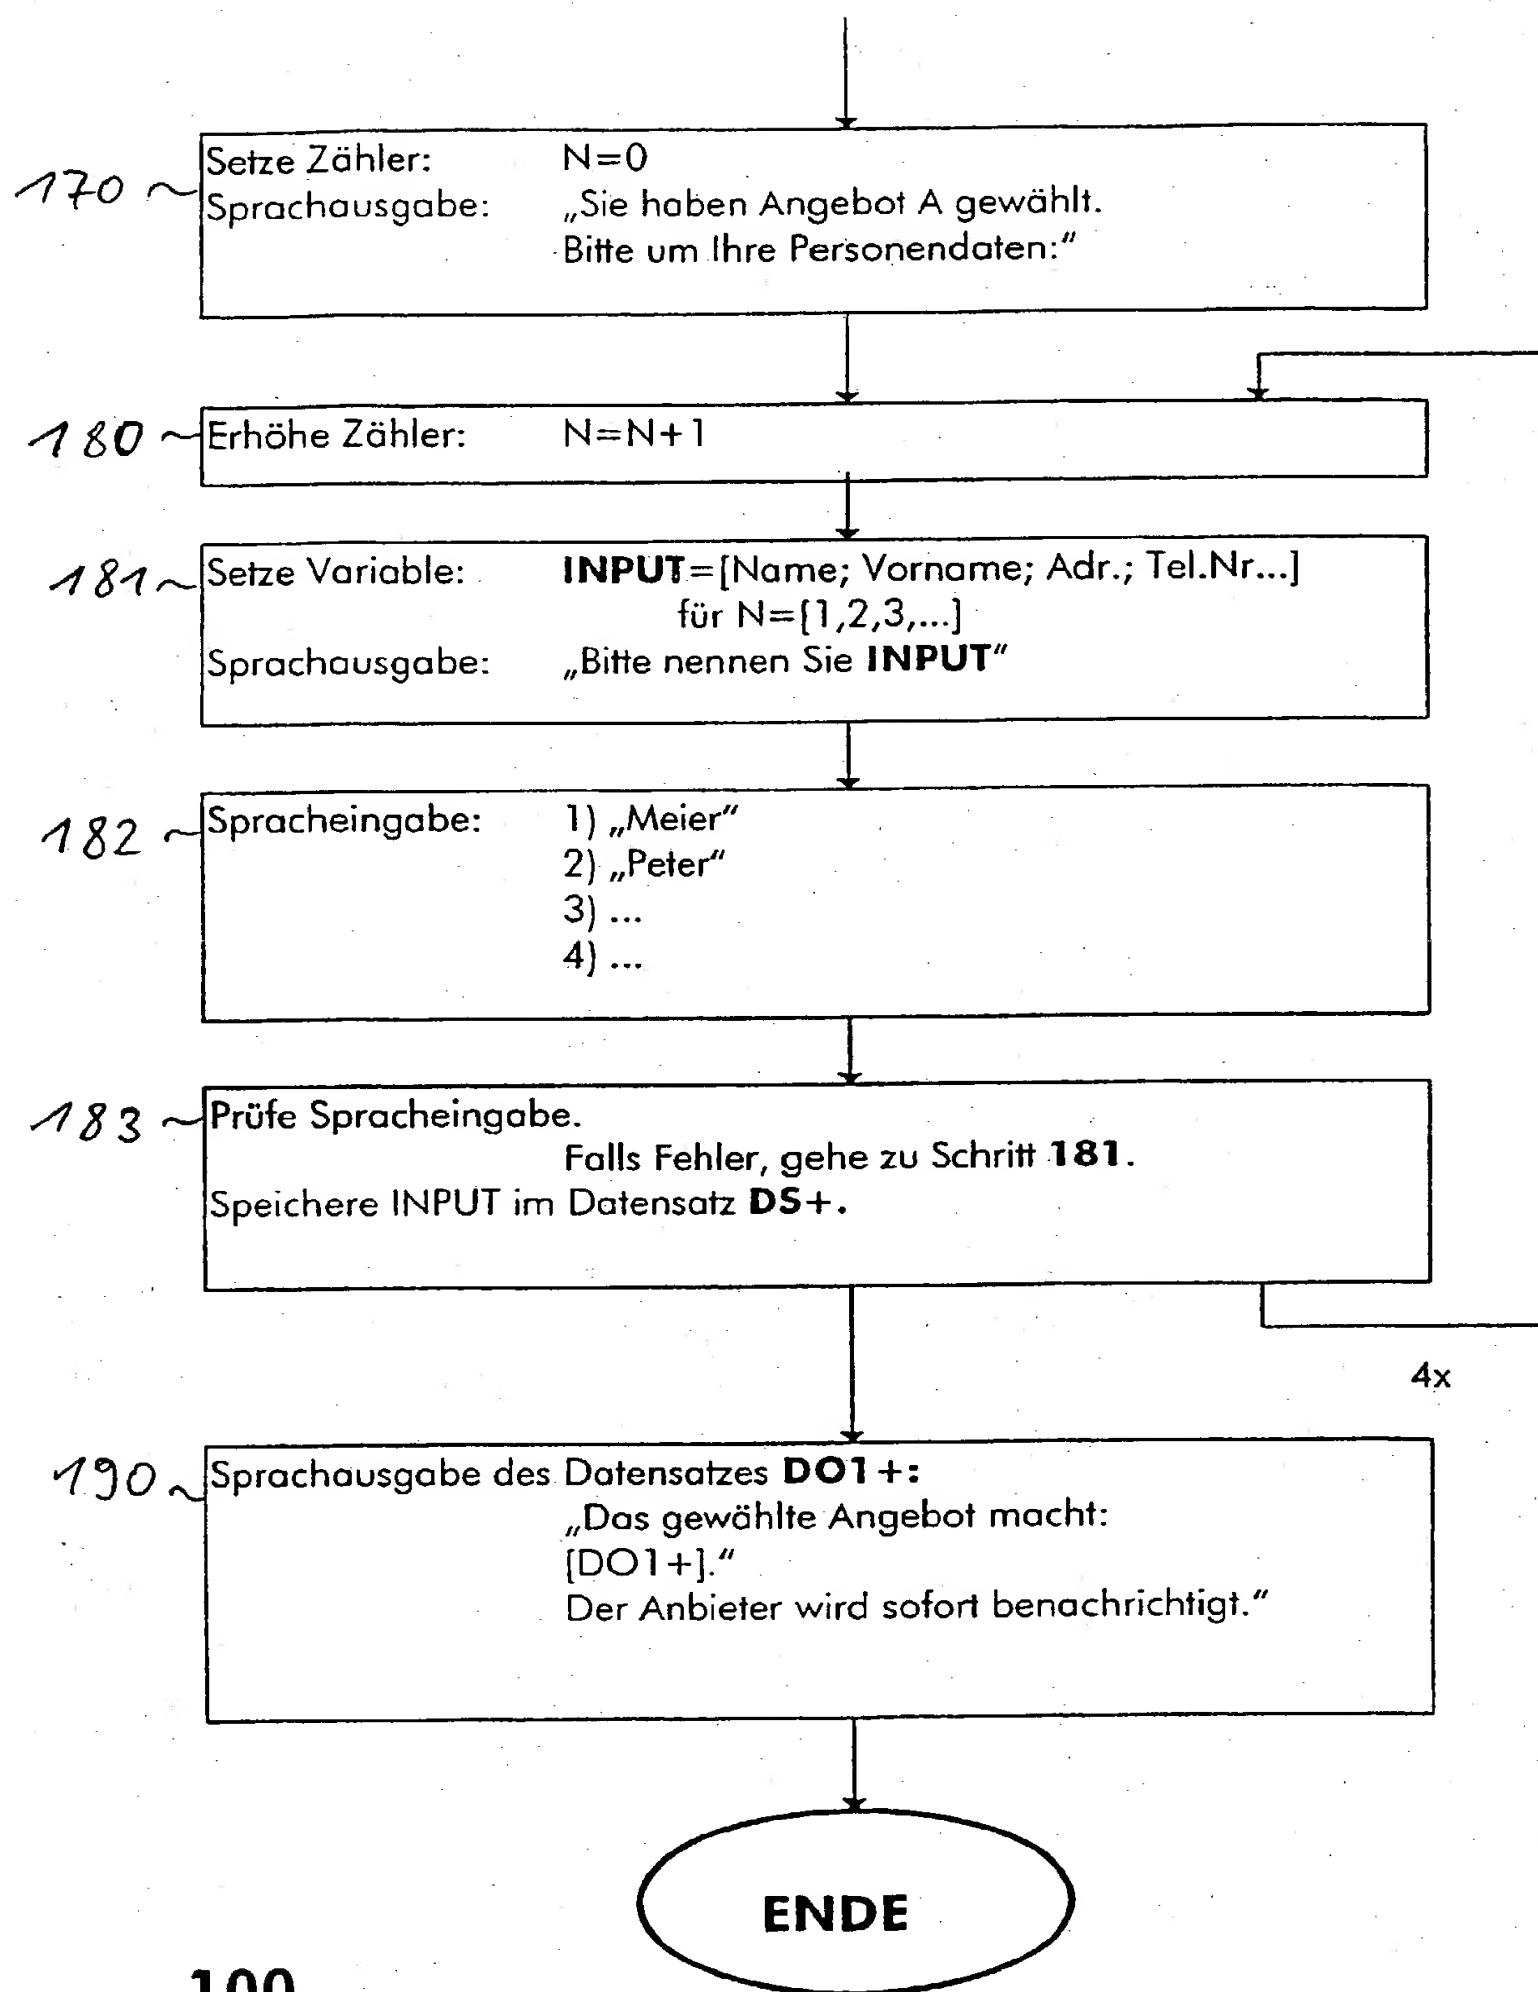 170
Setze Zähler: N=0
Sprachausgabe: „Sie haben Angebot A gewählt.
Bitte um Ihre Personendaten:“
180
Erhöhe Zähler: N=N+1
181
Setze Variable: INPUT=[Name; Vorname; Adr.; Tel.Nr...]
für N=[1,2,3,...]
Sprachausgabe: „Bitte nennen Sie INPUT“
182
Spracheingabe: 1) „Meier“
2) „Peter“
3) ...
4) ...
183
Prüfe Spracheingabe.
Falls Fehler, gehe zu Schritt 181.
Speichere INPUT im Datensatz DS+.
4x
190
Sprachausgabe des Datensatzes DO1+:
„Das gewählte Angebot macht:
[DO1+].“
Der Anbieter wird sofort benachrichtigt.“
ENDE
100